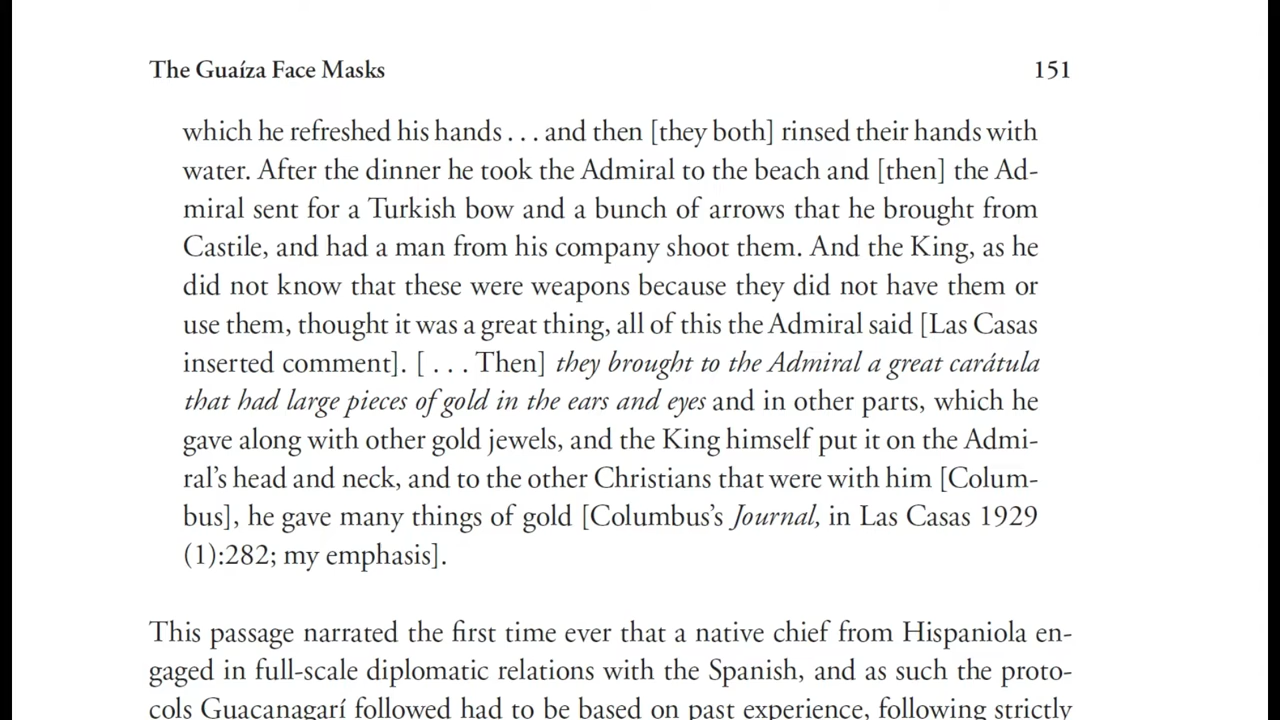 The Guaíza Face Masks 151
which he refreshed his hands . . . and then [they both] rinsed their hands with
water. After the dinner he took the Admiral to the beach and [then] the Ad-
miral sent for a Turkish bow and a bunch of arrows that he brought from
Castile, and had a man from his company shoot them. And the King, as he
did not know that these were weapons because they did not have them or
use them, thought it was a great thing, all of this the Admiral said [Las Casas
inserted comment]. [ . . . Then] they brought to the Admiral a great carátula
that had large pieces of gold in the ears and eyes and in other parts, which he
gave along with other gold jewels, and the King himself put it on the Admi-
ral’s head and neck, and to the other Christians that were with him [Colum-
bus], he gave many things of gold [Columbus’s Journal, in Las Casas 1929
(1):282; my emphasis].
This passage narrated the first time ever that a native chief from Hispaniola en-
gaged in full-scale diplomatic relations with the Spanish, and as such the proto-
cols Guacanagarí followed had to be based on past experience, following strictly